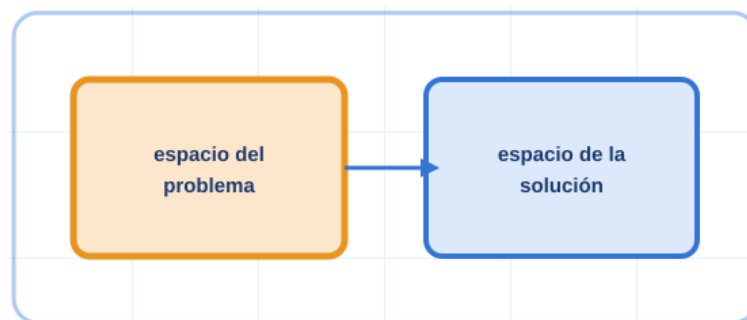 espacio del
problema
espacio de la
solución